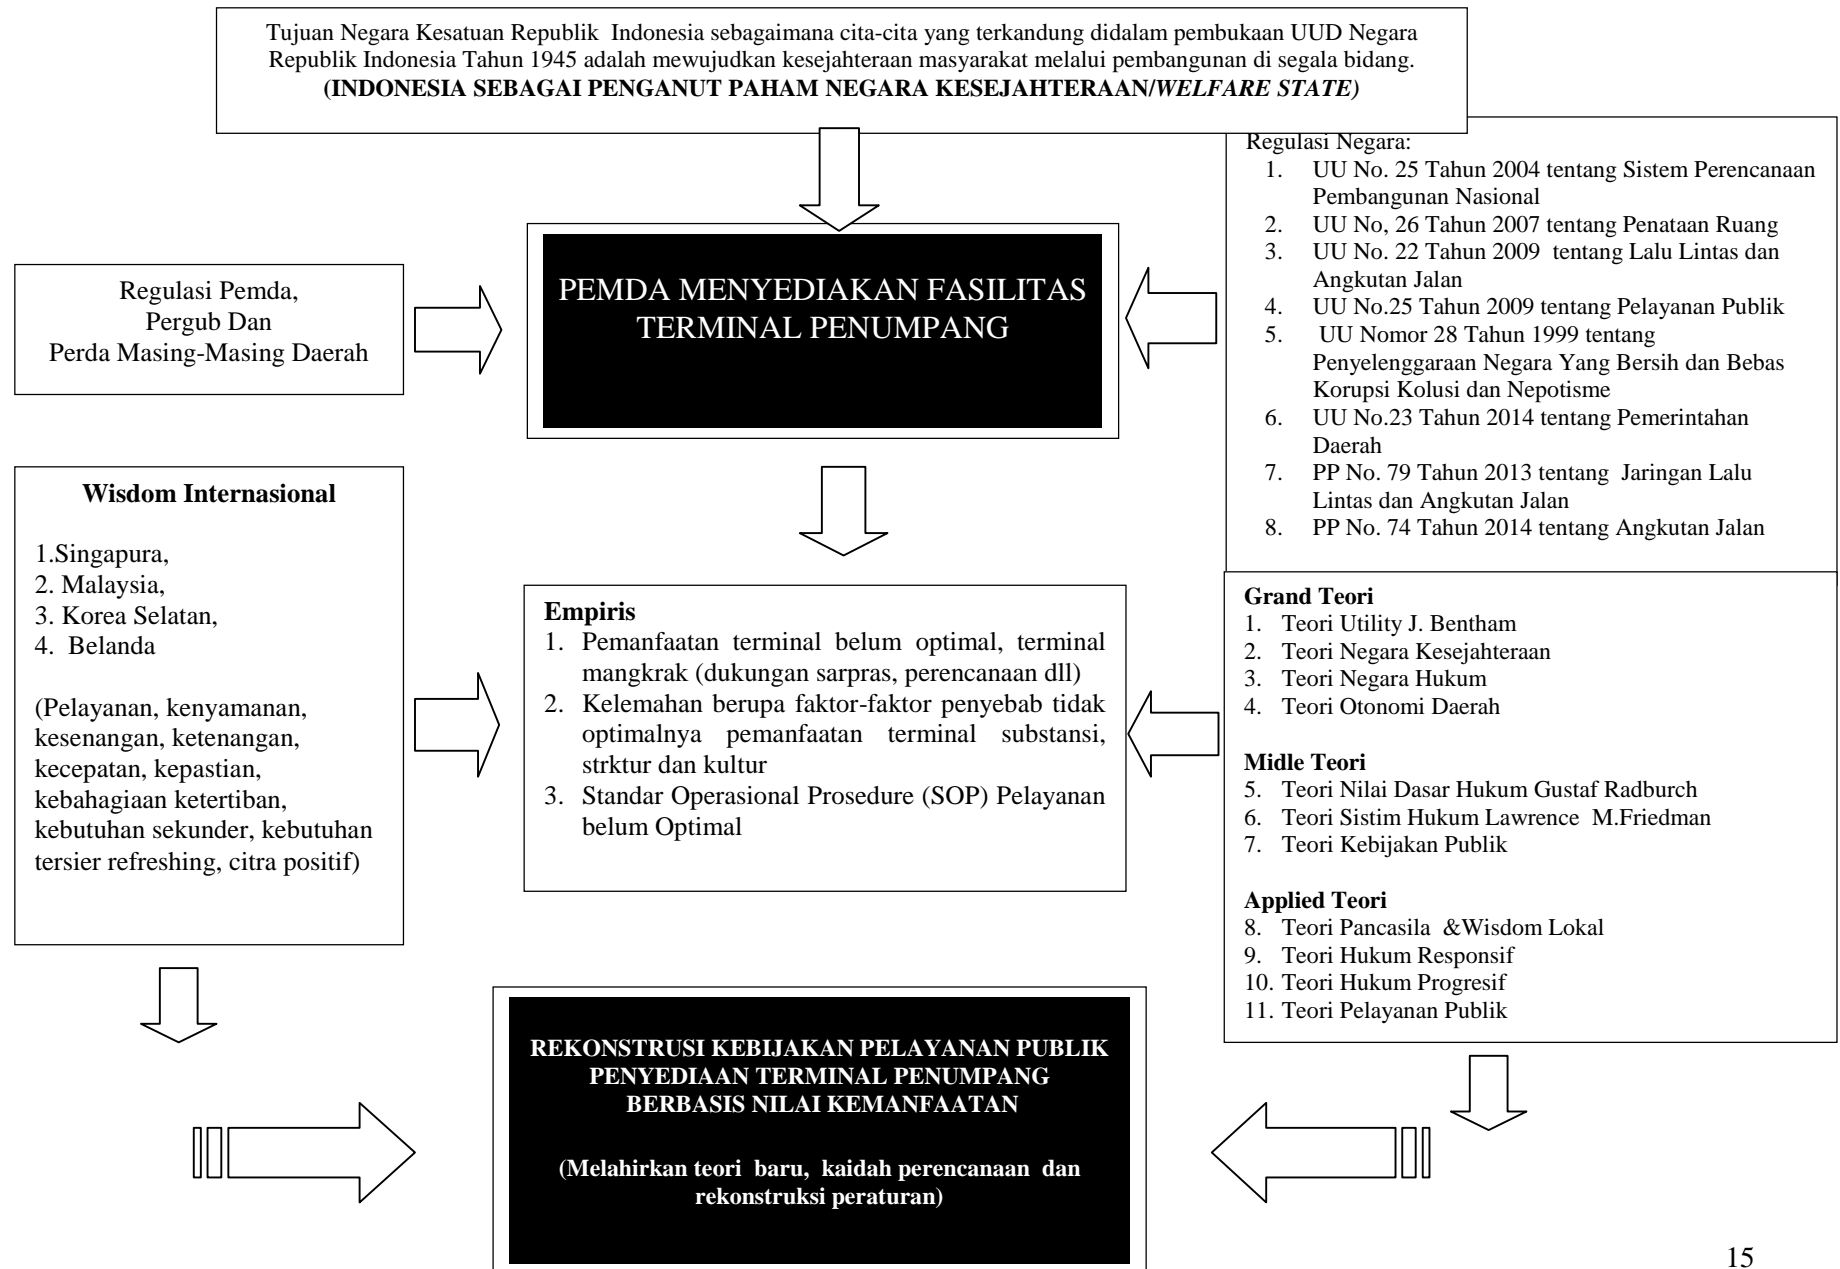 Tujuan Negara Kesatuan Republik Indonesia sebagaimana cita-cita yang terkandung didalam pembukaan UUD Negara
Republik Indonesia Tahun 1945 adalah mewujudkan kesejahteraan masyarakat melalui pembangunan di segala bidang.
(INDONESIA SEBAGAI PENGANUT PAHAM NEGARA KESEJAHTERAAN/WELFARE STATE)
Regulasi Pemda,
Pergub Dan
Perda Masing-Masing Daerah
PEMDA MENYEDIAKAN FASILITAS
TERMINAL PENUMPANG
Regulasi Negara:
1. UU No. 25 Tahun 2004 tentang Sistem Perencanaan
Pembangunan Nasional
2. UU No, 26 Tahun 2007 tentang Penataan Ruang
3. UU No. 22 Tahun 2009 tentang Lalu Lintas dan
Angkutan Jalan
4. UU No.25 Tahun 2009 tentang Pelayanan Publik
5. UU Nomor 28 Tahun 1999 tentang
Penyelenggaraan Negara Yang Bersih dan Bebas
Korupsi Kolusi dan Nepotisme
6. UU No.23 Tahun 2014 tentang Pemerintahan
Daerah
7. PP No. 79 Tahun 2013 tentang Jaringan Lalu
Lintas dan Angkutan Jalan
8. PP No. 74 Tahun 2014 tentang Angkutan Jalan
Wisdom Internasional
1.Singapura,
2. Malaysia,
3. Korea Selatan,
4. Belanda
(Pelayanan, kenyamanan,
kesenangan, ketenangan,
kecepatan, kepastian,
kebahagiaan ketertiban,
kebutuhan sekunder, kebutuhan
tersier refreshing, citra positif)
Empiris
1. Pemanfaatan terminal belum optimal, terminal
mangkrak (dukungan sarpras, perencanaan dll)
2. Kelemahan berupa faktor-faktor penyebab tidak
optimalnya pemanfaatan terminal substansi,
strktur dan kultur
3. Standar Operasional Prosedure (SOP) Pelayanan
belum Optimal
Grand Teori
1. Teori Utility J. Bentham
2. Teori Negara Kesejahteraan
3. Teori Negara Hukum
4. Teori Otonomi Daerah
Midle Teori
5. Teori Nilai Dasar Hukum Gustaf Radburch
6. Teori Sistim Hukum Lawrence M.Friedman
7. Teori Kebijakan Publik
Applied Teori
8. Teori Pancasila &Wisdom Lokal
9. Teori Hukum Responsif
10. Teori Hukum Progresif
11. Teori Pelayanan Publik
REKONSTRUSI KEBIJAKAN PELAYANAN PUBLIK
PENYEDIAAN TERMINAL PENUMPANG
BERBASIS NILAI KEMANFAATAN
(Melahirkan teori baru, kaidah perencanaan dan
rekonstruksi peraturan)
15